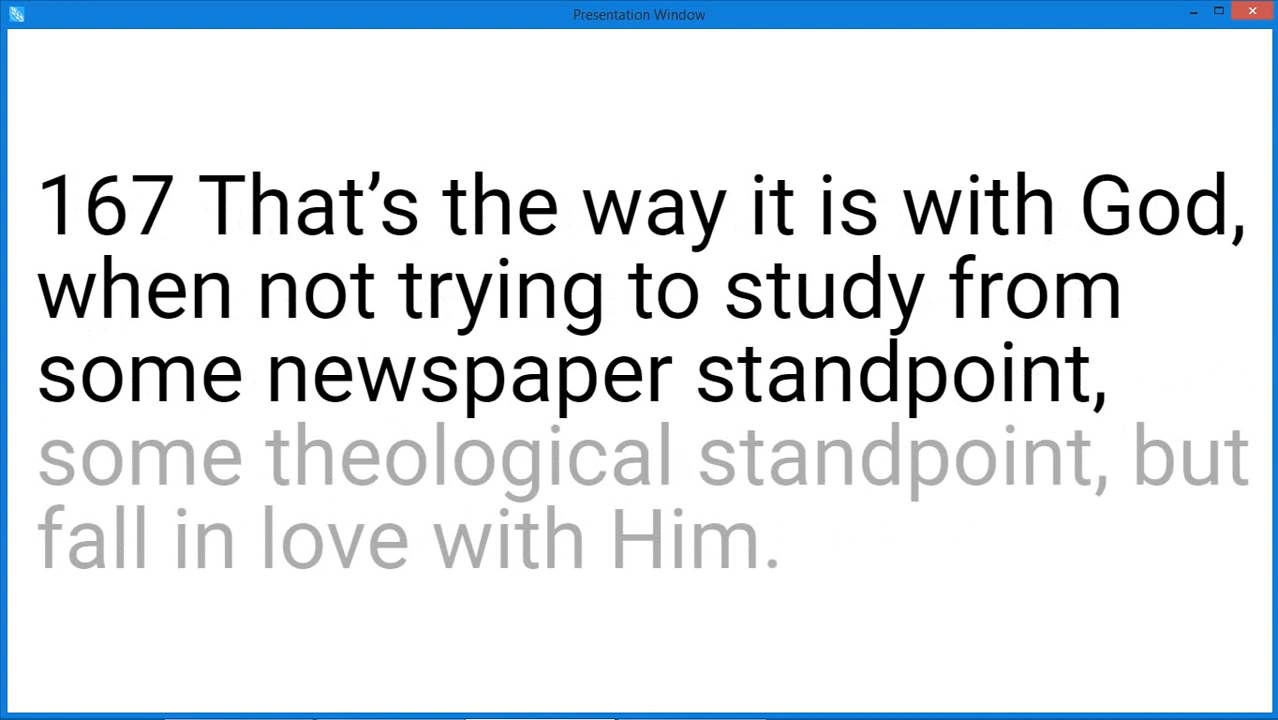 Presentation Window
167 That’s the way it is with God,
when not trying to study from
some newspaper standpoint,
some theological standpoint, but
fall in love with Him.